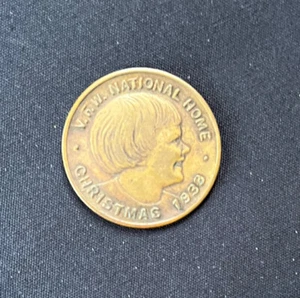 · V.F.W. NATIONAL HOME ·
CHRISTMAS 1938